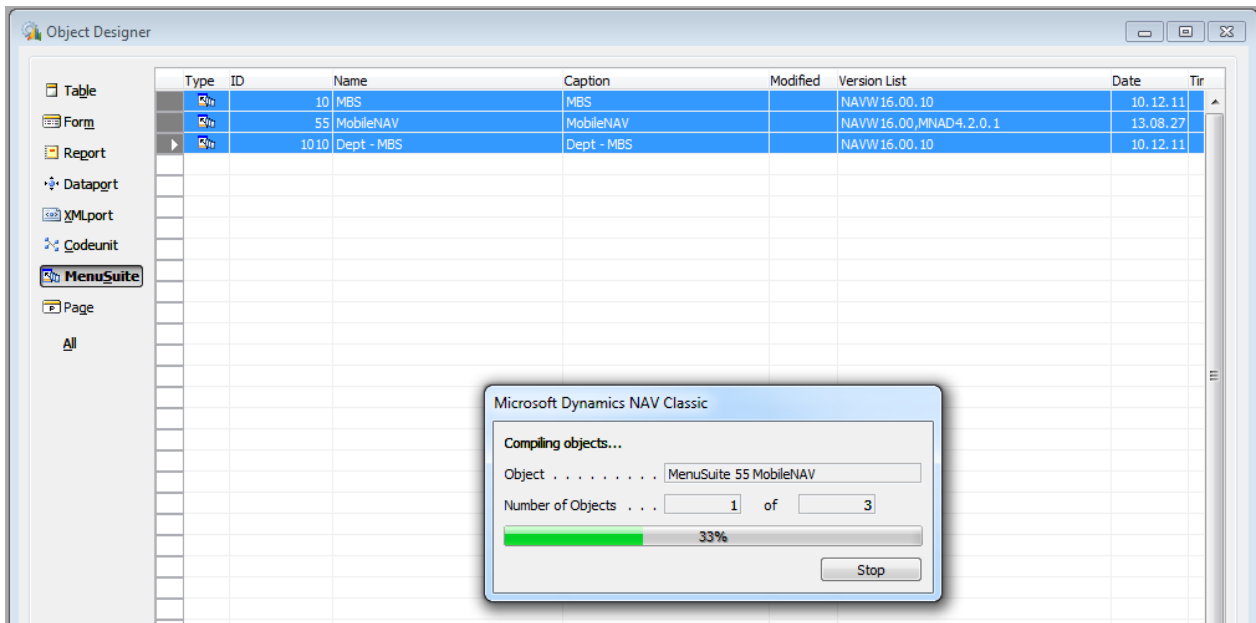 Object Designer
Type ID Name Caption Modified Version List Date Tir
10 MBS MBS NAVW16.00.10 10.12.11
55 MobileNAV MobileNAV NAVW16.00,MNAD4.2.0.1 13.08.27
1010 Dept - MBS Dept - MBS NAVW16.00.10 10.12.11
Table
Form
Report
Dataport
XMLport
Codeunit
MenuSuite
Page
All
Microsoft Dynamics NAV Classic
Compiling objects...
Object . . . . . . . . . MenuSuite 55 MobileNAV
Number of Objects . . . 1 of 3
33%
Stop